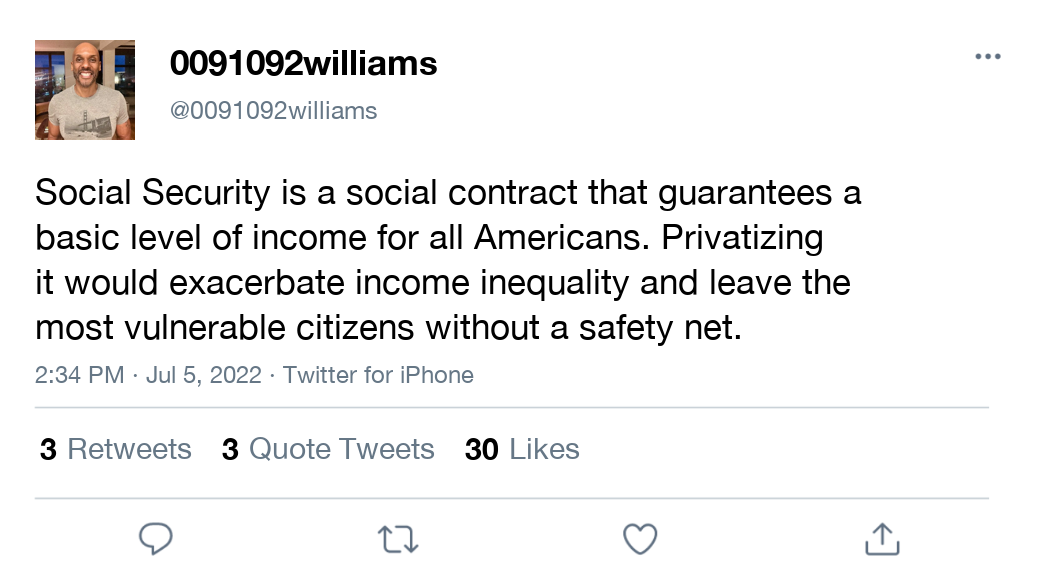 0091092williams
@0091092williams
Social Security is a social contract that guarantees a
basic level of income for all Americans. Privatizing
it would exacerbate income inequality and leave the
most vulnerable citizens without a safety net.
2:34 PM · Jul 5, 2022 · Twitter for iPhone
3 Retweets 3 Quote Tweets 30 Likes